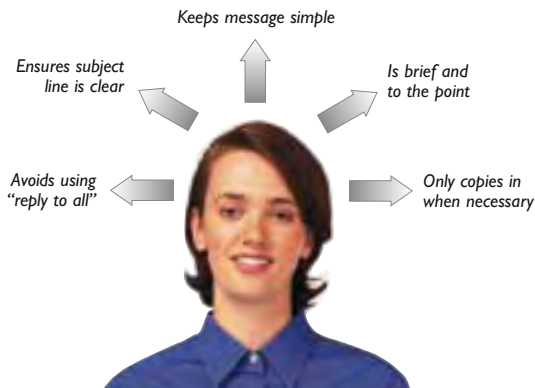 Keeps message simple
Ensures subject
line is clear
Is brief and
to the point
Avoids using
“reply to all”
Only copies in
when necessary